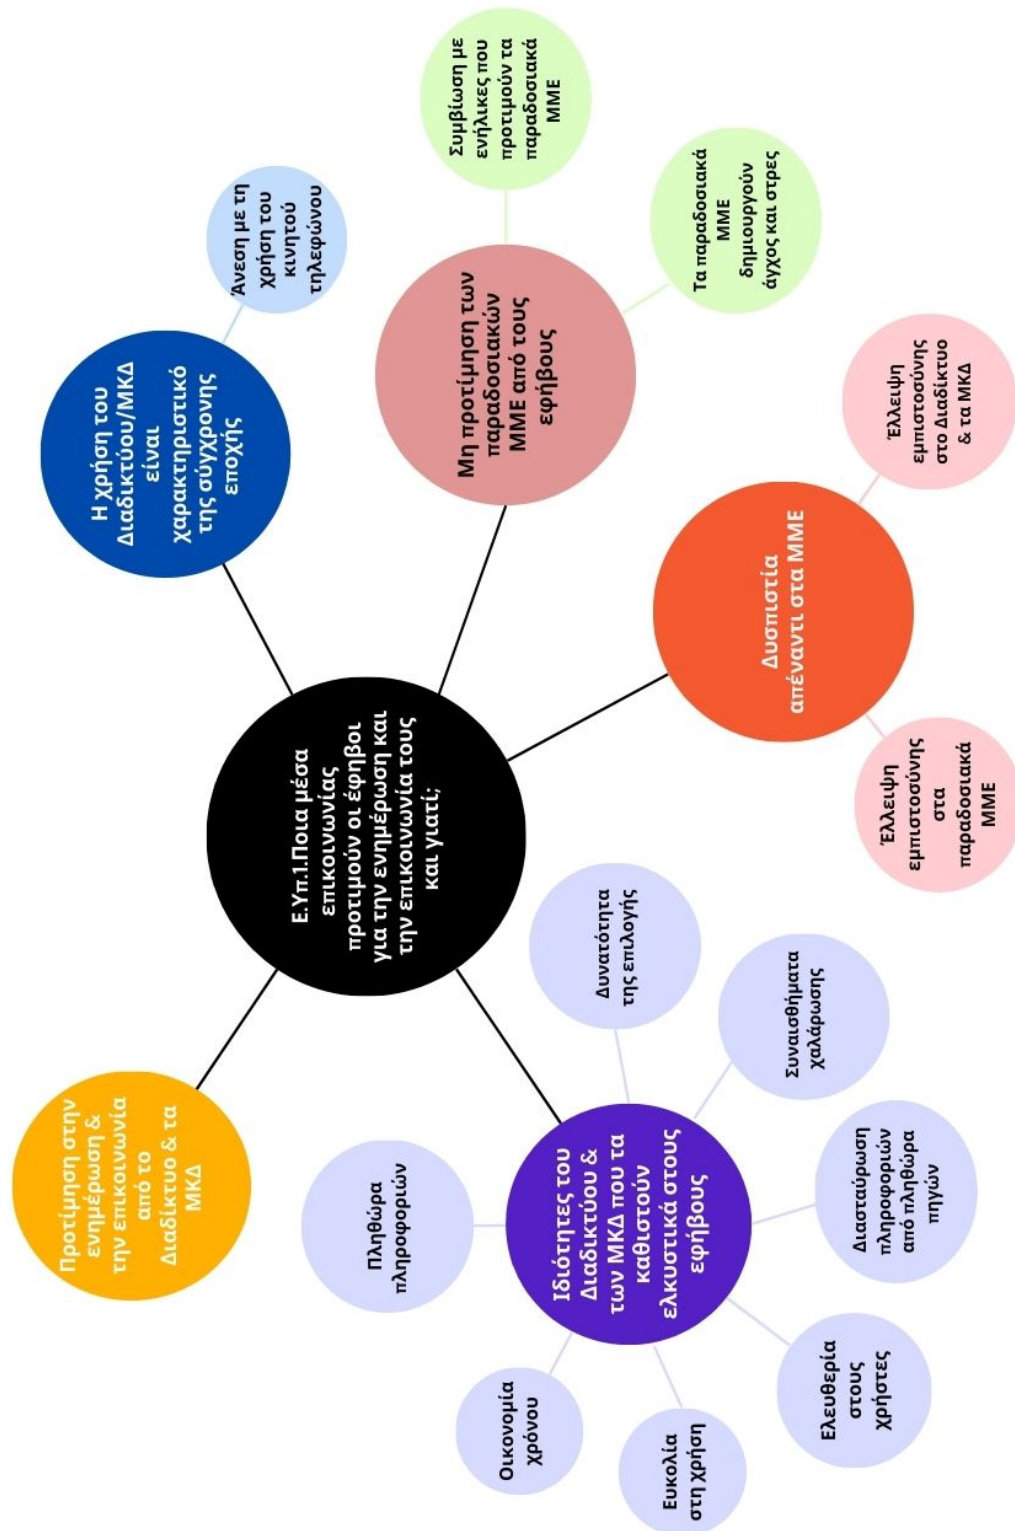 Προτίμηση στην
ενημέρωση &
την επικοινωνία
από το
Διαδίκτυο & τα
ΜΚΔ
Η χρήση του
Διαδικτύου/ΜΚΔ
είναι
χαρακτηριστικό
της σύγχρονης
εποχής
Άνεση με τη
χρήση του
κινητού
τηλεφώνου
Ε.Υπ.1.Ποια μέσα
επικοινωνίας
προτιμούν οι έφηβοι
για την ενημέρωση και
την επικοινωνία τους
και γιατί;
Μη προτίμηση των
παραδοσιακών
ΜΜΕ από τους
εφήβους
Συμβίωση με
ενήλικες που
προτιμούν τα
παραδοσιακά
ΜΜΕ
Τα παραδοσιακά
ΜΜΕ
δημιουργούν
άγχος και στρες
Ιδιότητες του
Διαδικτύου &
των ΜΚΔ που τα
καθιστούν
ελκυστικά στους
εφήβους
Πληθώρα
πληροφοριών
Οικονομία
χρόνου
Ευκολία
στη χρήση
Ελευθερία
στους
χρήστες
Διασταύρωση
πληροφοριών
από πληθώρα
πηγών
Συναισθήματα
χαλάρωσης
Δυνατότητα
της επιλογής
Δυσπιστία
απέναντι στα ΜΜΕ
Έλλειψη
εμπιστοσύνης
στα
παραδοσιακά
ΜΜΕ
Έλλειψη
εμπιστοσύνης
στο Διαδίκτυο
& τα ΜΚΔ